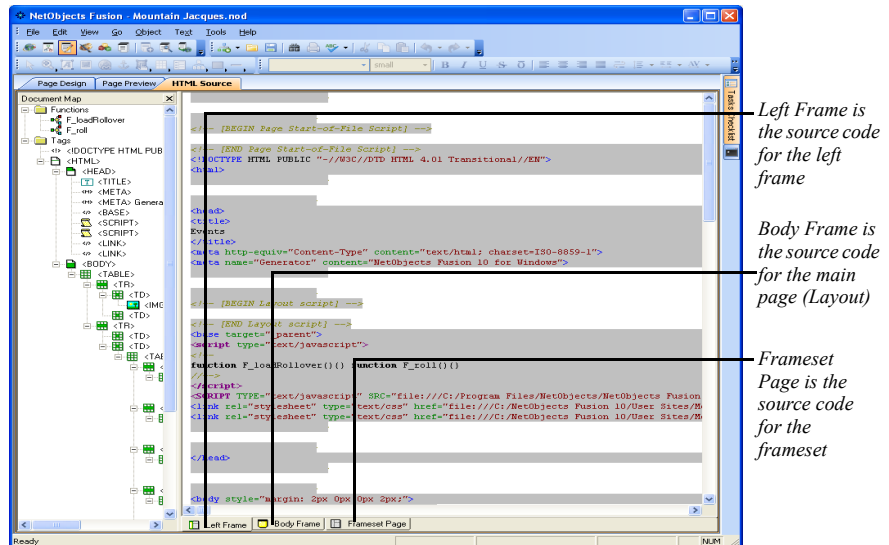 NetObjects Fusion - Mountain Jacques.nod
File Edit View Go Object Text Tools Help
small
Page Design Page Preview HTML Source
Document Map
Functions
F_loadRollover
F_roll
Tags
<!DOCTYPE HTML PUB
<HTML>
<HEAD>
<TITLE>
<META>
<META> Genera
<BASE>
<SCRIPT>
<SCRIPT>
<LINK>
<LINK>
<BODY>
<TABLE>
<TR>
<TD>
<IMG
<TD>
<TR>
<TD>
<TD>
<TAB
<!-- [BEGIN Page Start-of-File Script] -->
<!-- [END Page Start-of-File Script] -->
<!DOCTYPE HTML PUBLIC "-//W3C//DTD HTML 4.01 Transitional//EN">
<html>
<head>
<title>
Events
</title>
<meta http-equiv="Content-Type" content="text/html; charset=ISO-8859-1">
<meta name="Generator" content="NetObjects Fusion 10 for Windows">
<!-- [BEGIN Layout script] -->
<!-- [END Layout script] -->
<base target="_parent">
<script type="text/javascript">
<!--
function F_loadRollover(){} function F_roll(){}
//-->
</script>
<SCRIPT TYPE="text/javascript" SRC="file:///C:/Program Files/NetObjects/NetObjects Fusion
<link rel="stylesheet" type="text/css" href="file:///C:/NetObjects Fusion 10/User Sites/M
<link rel="stylesheet" type="text/css" href="file:///C:/NetObjects Fusion 10/User Sites/M
</head>
<body style="margin: 2px 0px 0px 2px;">
Left Frame Body Frame Frameset Page
Ready
NUM
Tasks Checklist
Left Frame is
the source code
for the left
frame
Body Frame is
the source code
for the main
page (Layout)
Frameset
Page is the
source code
for the
frameset